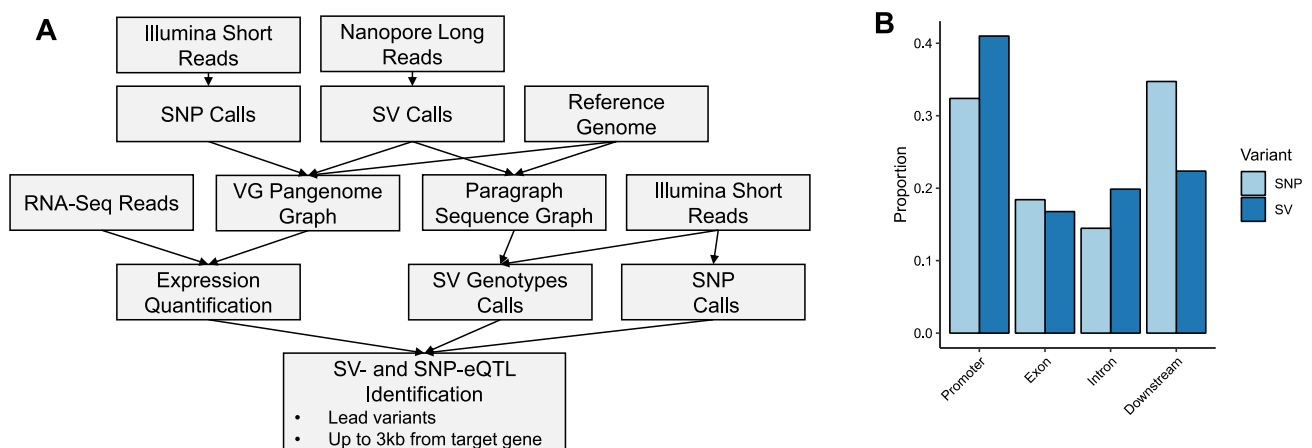 A
Illumina Short
Reads
Nanopore Long
Reads
SNP Calls
SV Calls
Reference
Genome
RNA-Seq Reads
VG Pangenome
Graph
Paragraph
Sequence Graph
Illumina Short
Reads
Expression
Quantification
SV Genotypes
Calls
SNP
Calls
SV- and SNP-eQTL
Identification
• Lead variants
• Up to 3kb from target gene
B
Proportion
0.4
0.3
0.2
0.1
0.0
Promoter
Exon
Intron
Downstream
Variant
SNP
SV